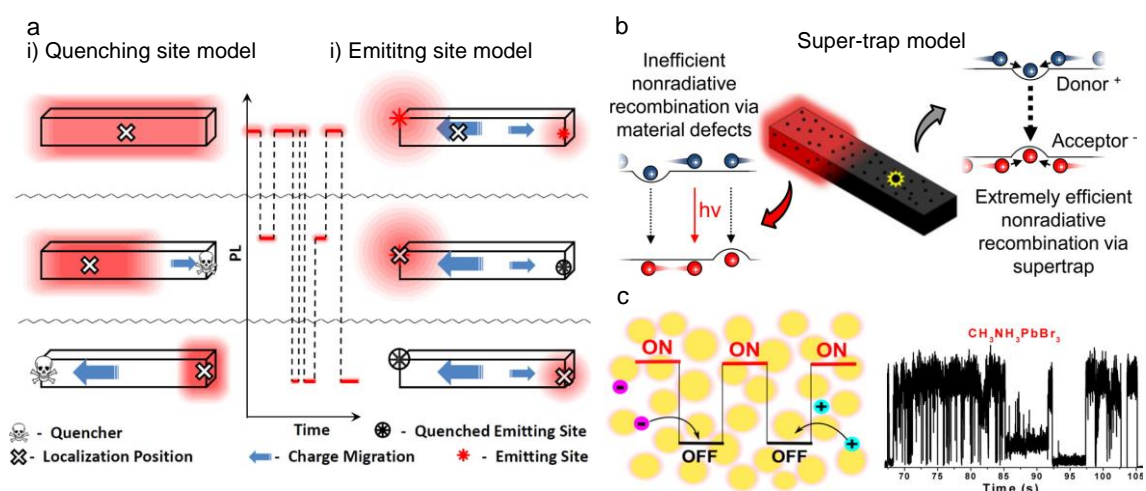 a
i) Quenching site model
i) Emititng site model
PL
Time
- Quencher
- Localization Position
- Charge Migration
- Quenched Emitting Site
- Emitting Site
b
Super-trap model
Inefficient
nonradiative
recombination via
material defects
hν
Donor +
Acceptor -
Extremely efficient
nonradiative
recombination via
supertrap
c
ON
ON
ON
OFF
OFF
CH3NH3PbBr3
70 75 80 85 90 95 100 105
Time (s)